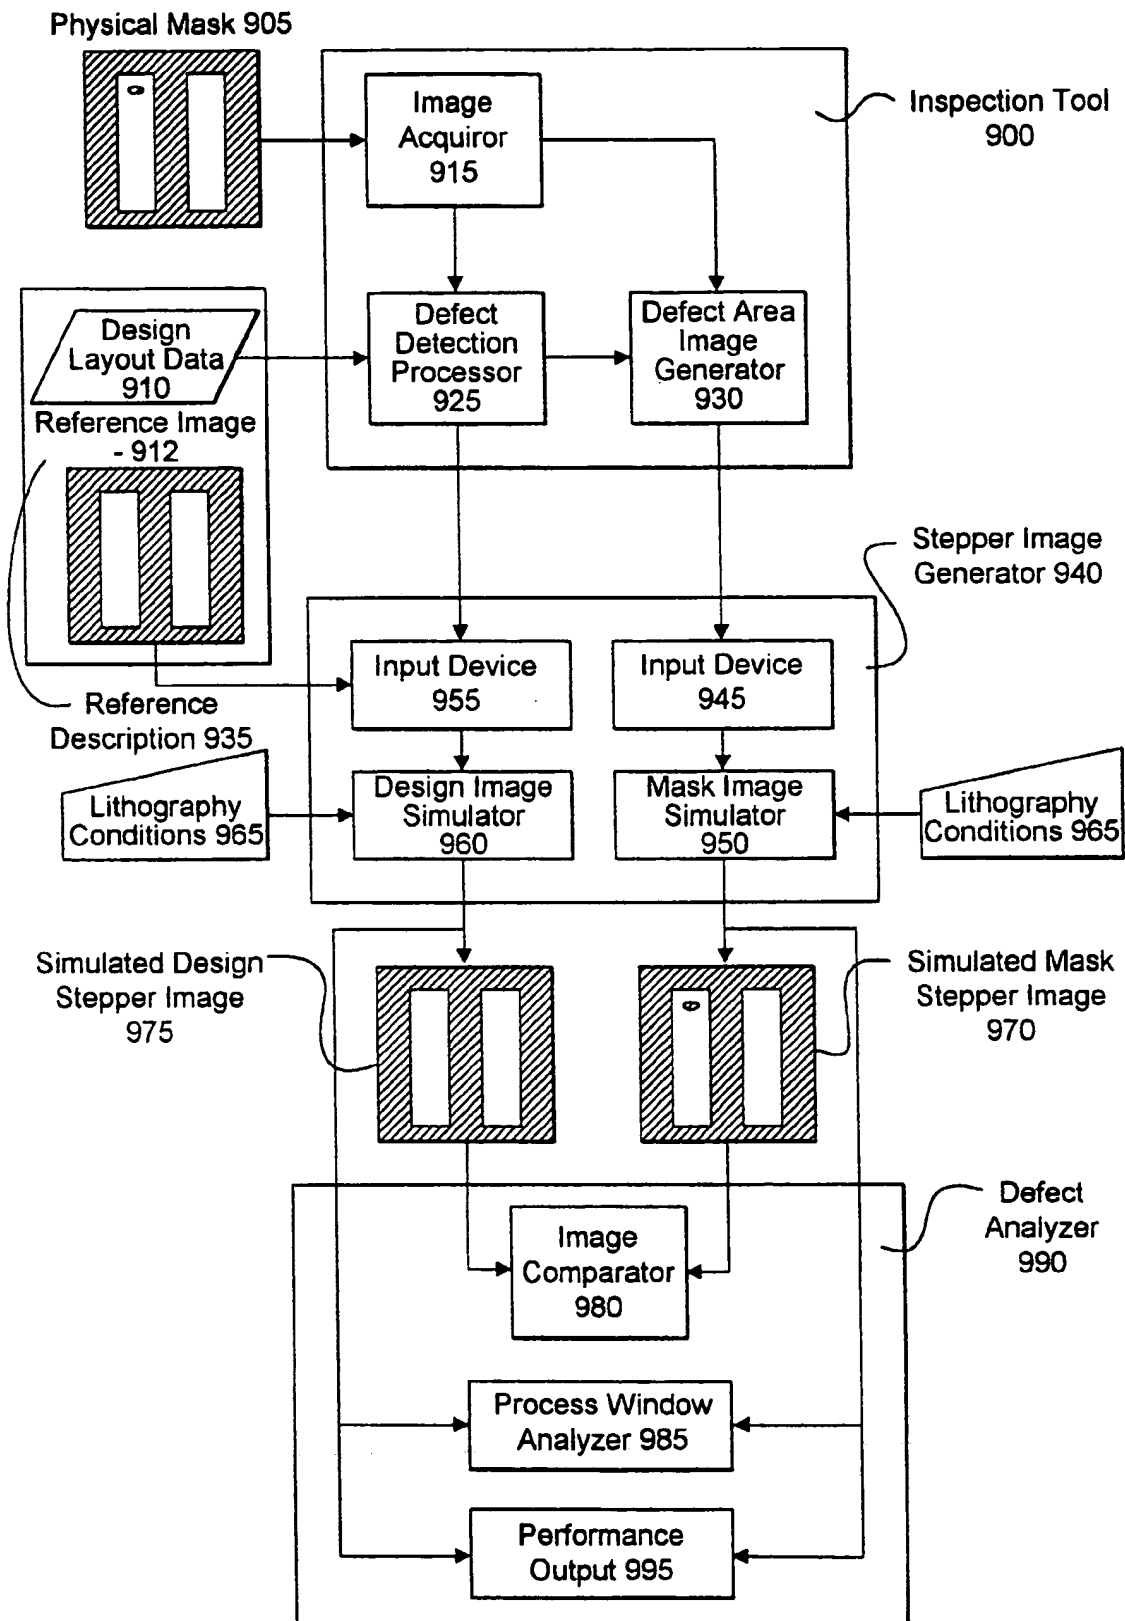 Physical Mask 905
Image
Acquiror
915
Inspection Tool
900
Design
Layout Data
910
Defect
Detection
Processor
925
Defect Area
Image
Generator
930
Reference Image
- 912
Stepper Image
Generator 940
Input Device
955
Input Device
945
Reference
Description 935
Lithography
Conditions 965
Design Image
Simulator
960
Mask Image
Simulator
950
Lithography
Conditions 965
Simulated Design
Stepper Image
975
Simulated Mask
Stepper Image
970
Defect
Analyzer
990
Image
Comparator
980
Process Window
Analyzer 985
Performance
Output 995